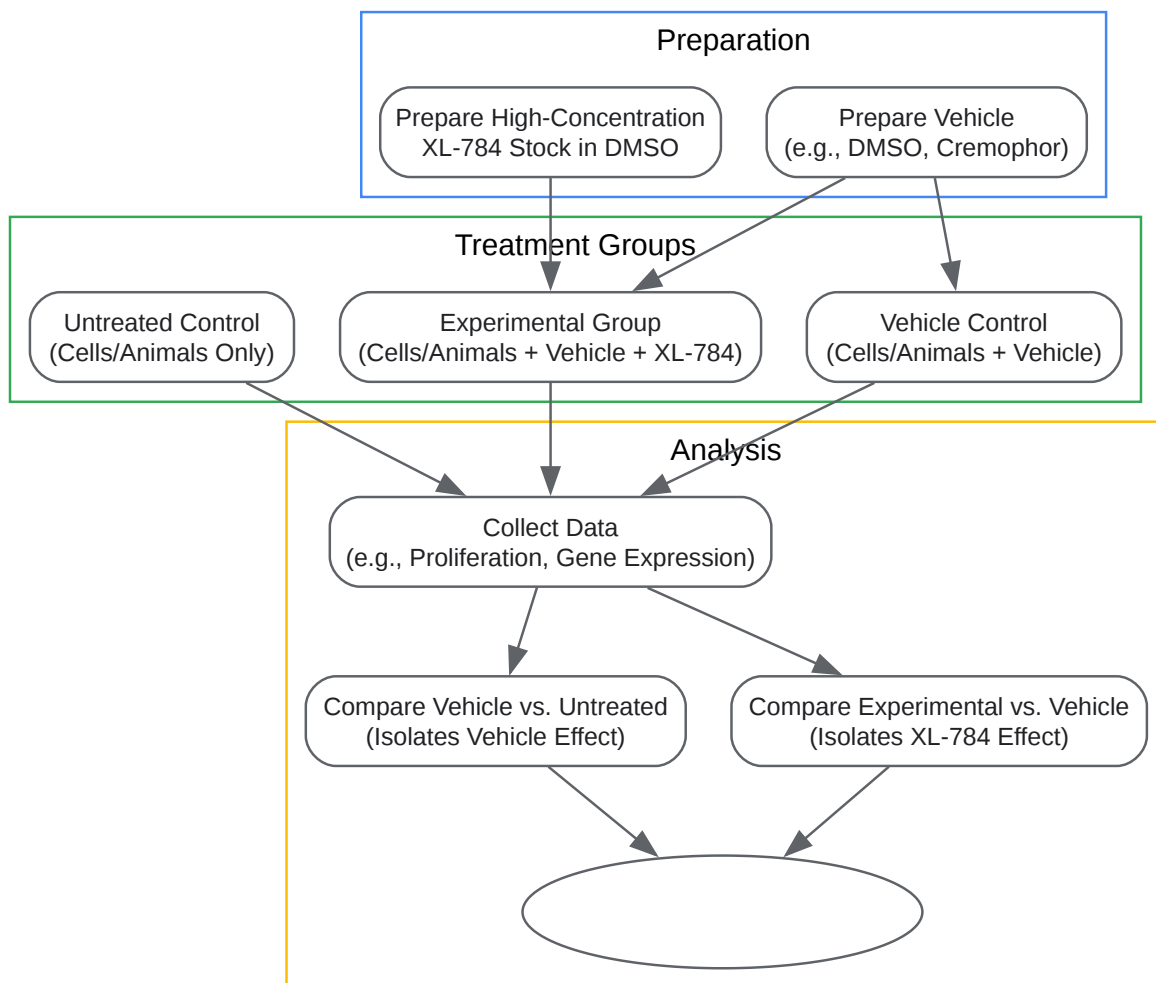 Preparation
Prepare High-Concentration
XL-784 Stock in DMSO
Prepare Vehicle
(e.g., DMSO, Cremophor)
Treatment Groups
Untreated Control
(Cells/Animals Only)
Experimental Group
(Cells/Animals + Vehicle + XL-784)
Vehicle Control
(Cells/Animals + Vehicle)
Analysis
Collect Data
(e.g., Proliferation, Gene Expression)
Compare Vehicle vs. Untreated
(Isolates Vehicle Effect)
Compare Experimental vs. Vehicle
(Isolates XL-784 Effect)